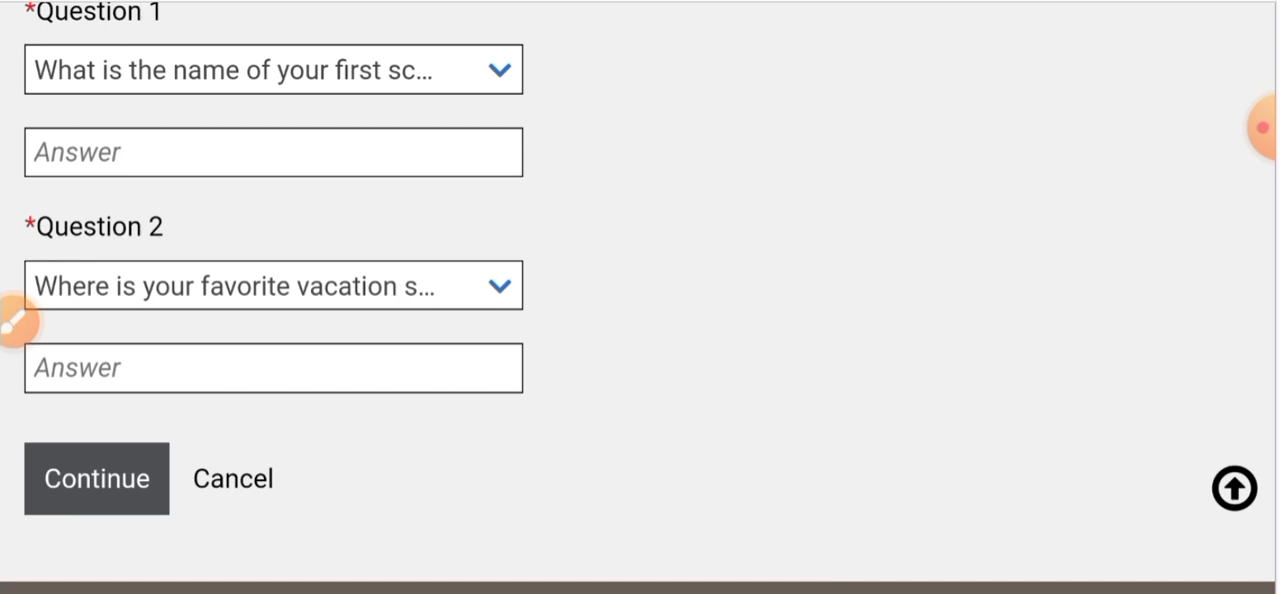 *Question 1
What is the name of your first sc...
Answer
*Question 2
Where is your favorite vacation s...
Answer
Continue Cancel